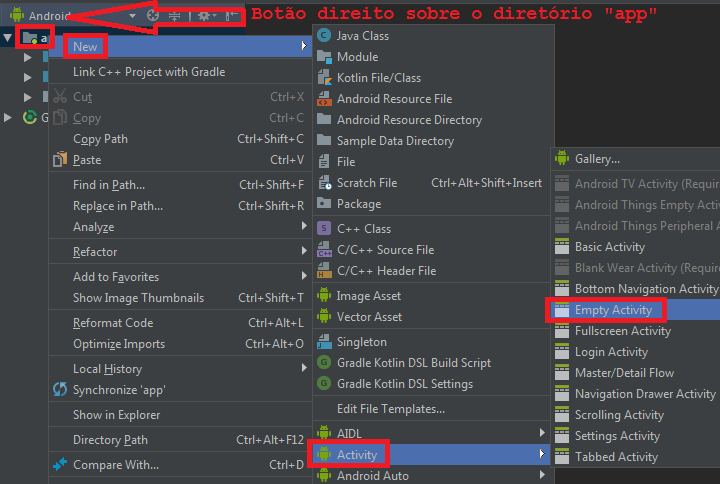 Android
Botão direito sobre o diretório "app"
a
G
New
Link C++ Project with Gradle
Cut Ctrl+X
Copy Ctrl+C
Copy Path Ctrl+Shift+C
Paste Ctrl+V
Find in Path... Ctrl+Shift+F
Replace in Path... Ctrl+Shift+R
Analyze
Refactor
Add to Favorites
Show Image Thumbnails Ctrl+Shift+T
Reformat Code Ctrl+Alt+L
Optimize Imports Ctrl+Alt+O
Local History
Synchronize 'app'
Show in Explorer
Directory Path Ctrl+Alt+F12
Compare With... Ctrl+D
Java Class
Module
Kotlin File/Class
Android Resource File
Android Resource Directory
Sample Data Directory
File
Scratch File Ctrl+Alt+Shift+Insert
Package
C++ Class
C/C++ Source File
C/C++ Header File
Image Asset
Vector Asset
Singleton
Gradle Kotlin DSL Build Script
Gradle Kotlin DSL Settings
Edit File Templates...
AIDL
Activity
Android Auto
Gallery...
Android TV Activity (Require
Android Things Empty Activ
Android Things Peripheral A
Basic Activity
Blank Wear Activity (Require
Bottom Navigation Activity
Empty Activity
Fullscreen Activity
Login Activity
Master/Detail Flow
Navigation Drawer Activity
Scrolling Activity
Settings Activity
Tabbed Activity